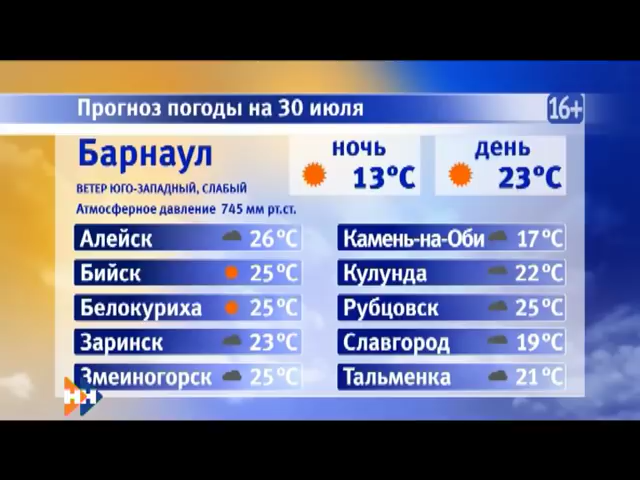 Прогноз погоды на 30 июля 16+
Барнаул
ВЕТЕР ЮГО-ЗАПАДНЫЙ, СЛАБЫЙ
Атмосферное давление 745 мм рт.ст.
ночь
13°C
день
23°C
Алейск 26°C
Бийск 25°C
Белокуриха 25°C
Заринск 23°C
Змеиногорск 25°C
Камень-на-Оби 17°C
Кулунда 22°C
Рубцовск 25°C
Славгород 19°C
Тальменка 21°C
НН